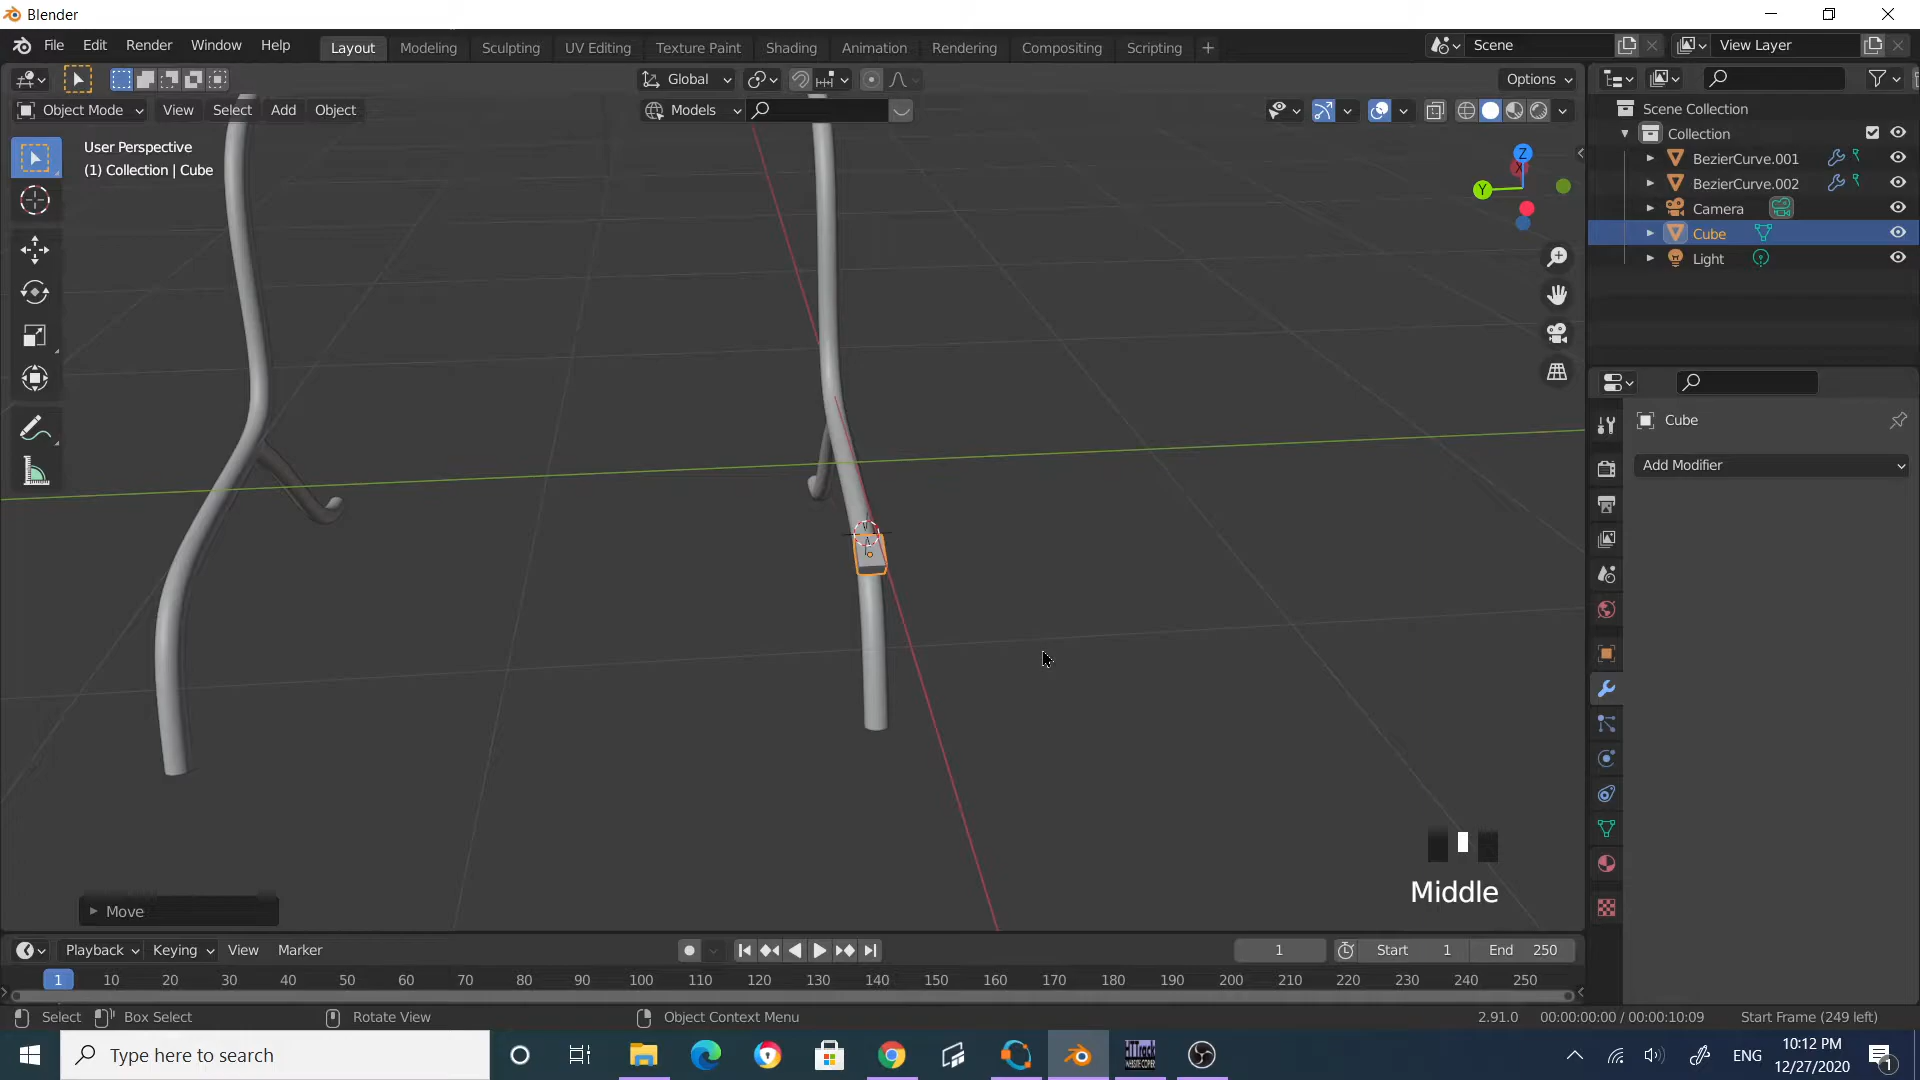 Blender
File Edit Render Window Help Layout Modeling Sculpting UV Editing Texture Paint Shading Animation Rendering Compositing Scripting + Scene View Layer
Global Options
Object Mode View Select Add Object Models
User Perspective
(1) Collection | Cube
Z
X
Y
Scene Collection
Collection
BezierCurve.001
BezierCurve.002
Camera
Cube
Light
Cube
Add Modifier
Middle
Move
Playback Keying View Marker 1 Start 1 End 250
1 10 20 30 40 50 60 70 80 90 100 110 120 130 140 150 160 170 180 190 200 210 220 230 240 250
Select Box Select Rotate View Object Context Menu 2.91.0 00:00:00:00 / 00:00:10:09 Start Frame (249 left)
Type here to search
ENG
10:12 PM
12/27/2020
1